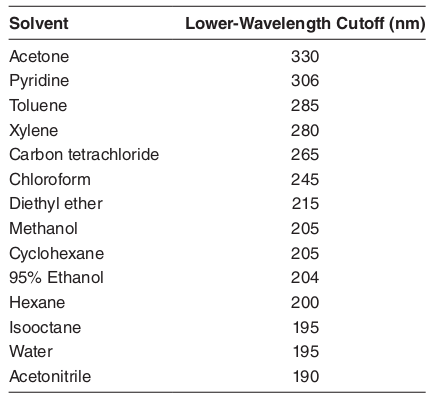 Solvent Lower-Wavelength Cutoff (nm)
Acetone 330
Pyridine 306
Toluene 285
Xylene 280
Carbon tetrachloride 265
Chloroform 245
Diethyl ether 215
Methanol 205
Cyclohexane 205
95% Ethanol 204
Hexane 200
Isooctane 195
Water 195
Acetonitrile 190